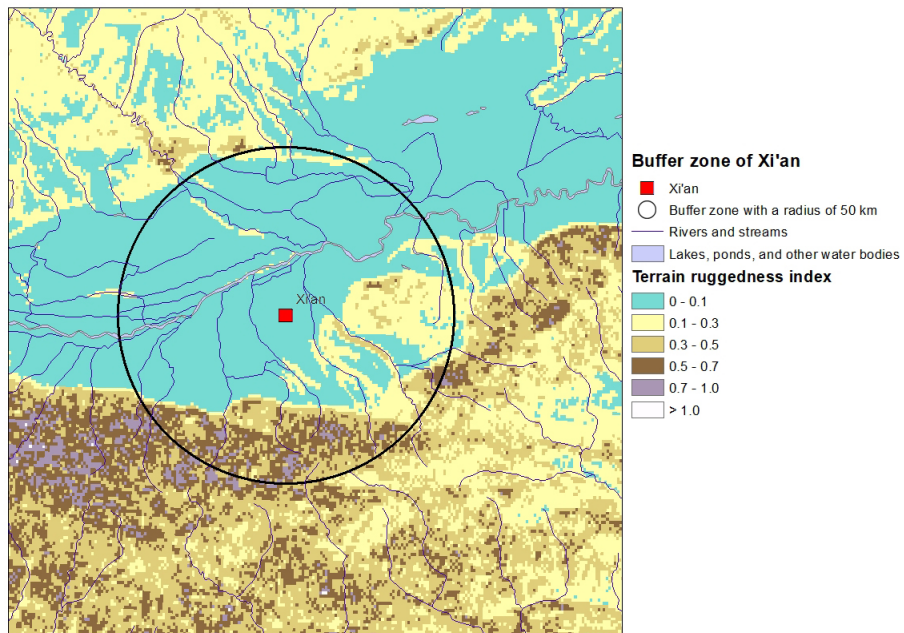 Xi'an
Buffer zone of Xi'an
Xi'an
Buffer zone with a radius of 50 km
Rivers and streams
Lakes, ponds, and other water bodies
Terrain ruggedness index
0 - 0.1
0.1 - 0.3
0.3 - 0.5
0.5 - 0.7
0.7 - 1.0
> 1.0